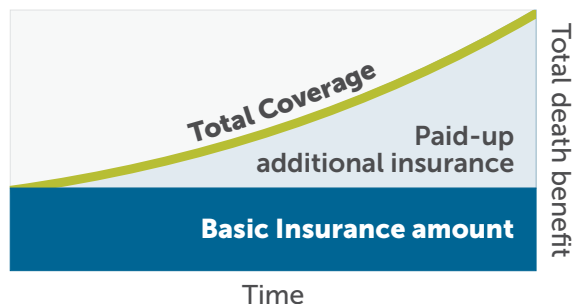 Total Coverage
Paid-up
additional insurance
Basic Insurance amount
Total death benefit
Time